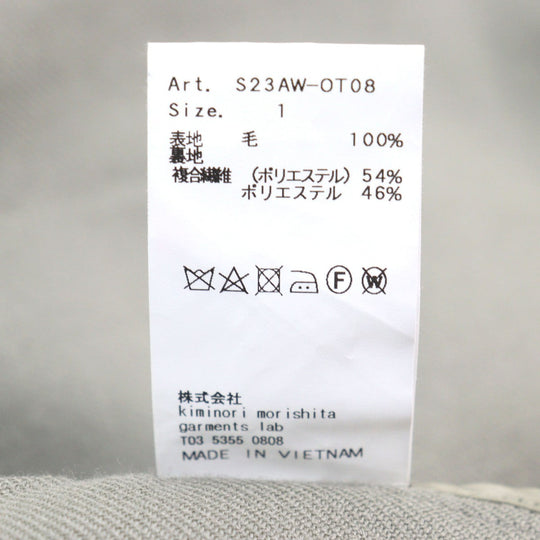 Art. S23AW-OT08
Size. 1
表地 毛 100%
裏地
複合繊維 (ポリエステル) 54%
ポリエステル 46%
F W
株式会社
kiminori morishita
garments lab
T03 5355 0808
MADE IN VIETNAM